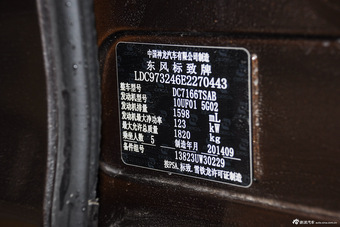 中国神龙汽车有限公司制造
东风标致牌
LDC973246E2270443
整车型号 DC7166TSAB
发动机型号 10UF01 5G02
发动机排量 1598 mL
发动机最大净功率 123 kW
最大允许总质量 1820 kg
乘坐人数 5 制造年月 201409
备件组号 13823UW30229
按PSA.标致.雪铁龙许可证制造